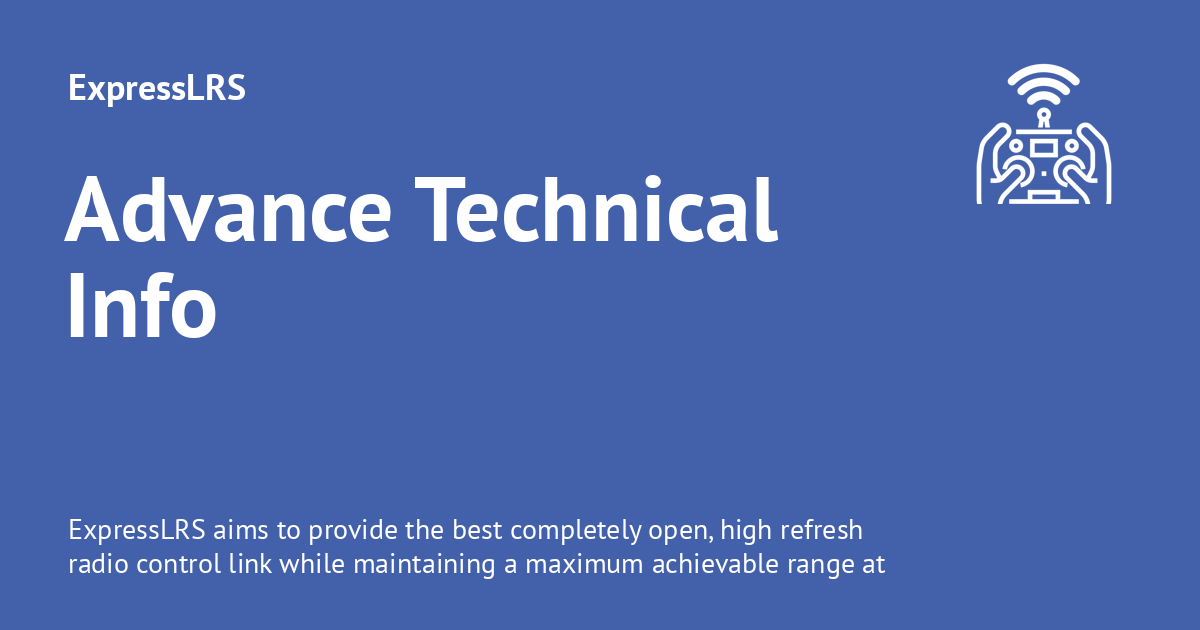 ExpressLRS
Advance Technical
Info
ExpressLRS aims to provide the best completely open, high refresh
radio control link while maintaining a maximum achievable range at